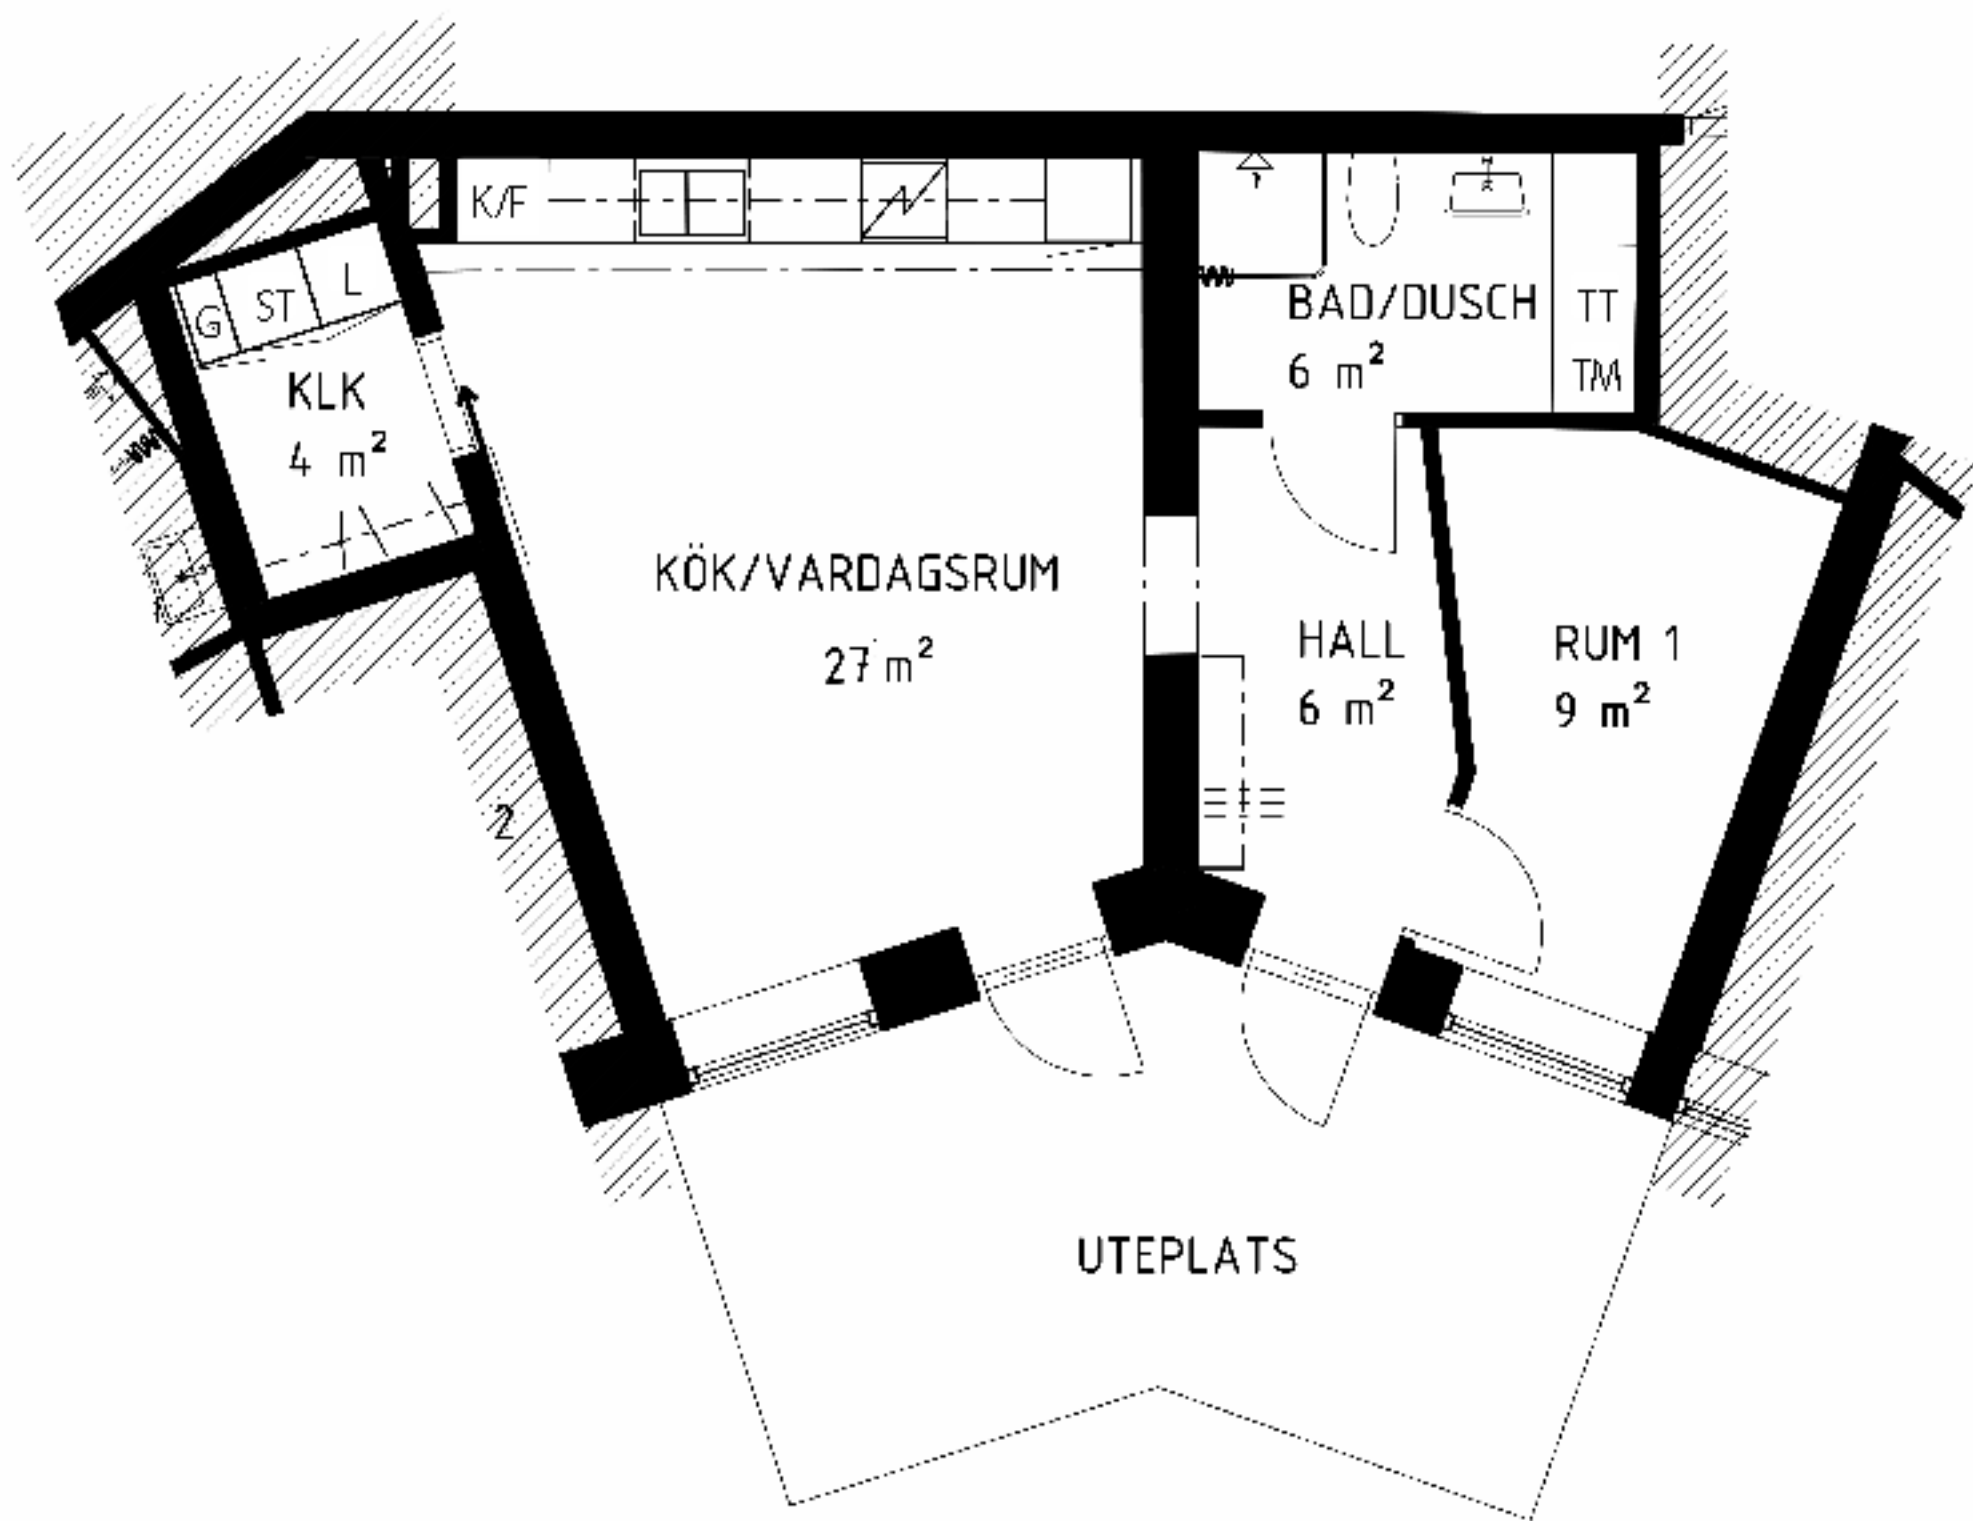 K/F
G
ST
L
KLK
4 m²
BAD/DUSCH
6 m²
TT
TM
KÖK/VARDAGSRUM
27 m²
HALL
6 m²
RUM 1
9 m²
2
UTEPLATS